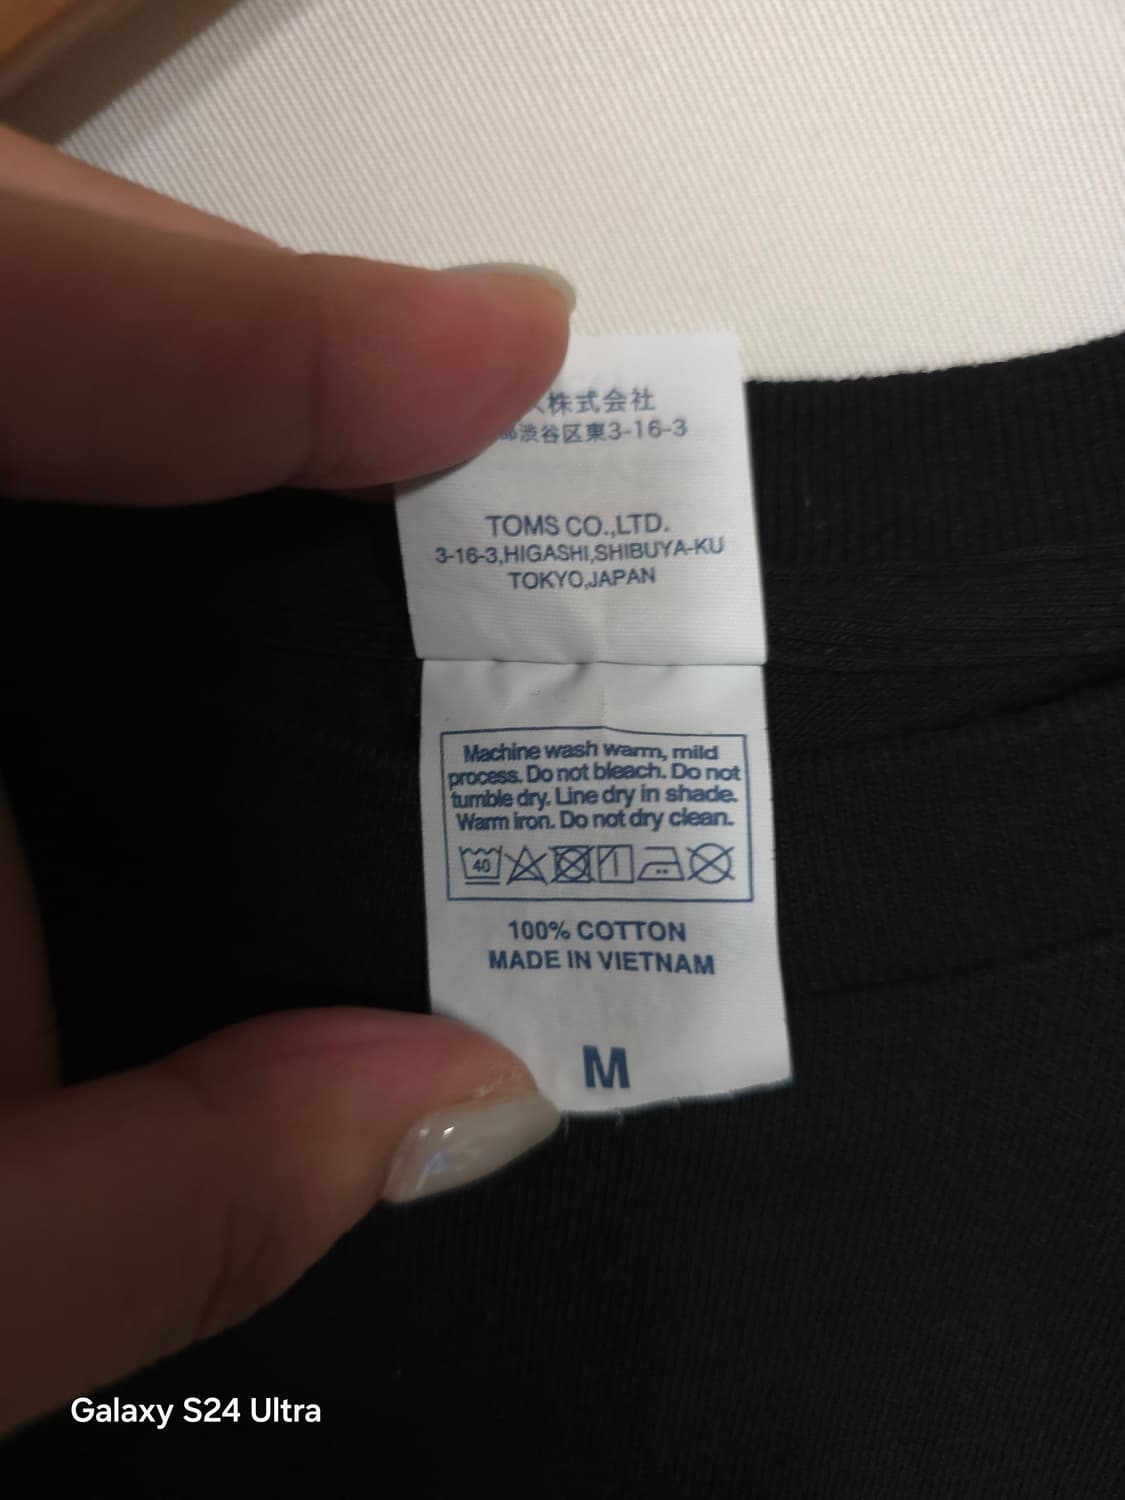 株式会社
渋谷区東3-16-3
TOMS CO.,LTD.
3-16-3,HIGASHI,SHIBUYA-KU
TOKYO,JAPAN
Machine wash warm, mild
process. Do not bleach. Do not
tumble dry. Line dry in shade.
Warm iron. Do not dry clean.
40
100% COTTON
MADE IN VIETNAM
M
Galaxy S24 Ultra